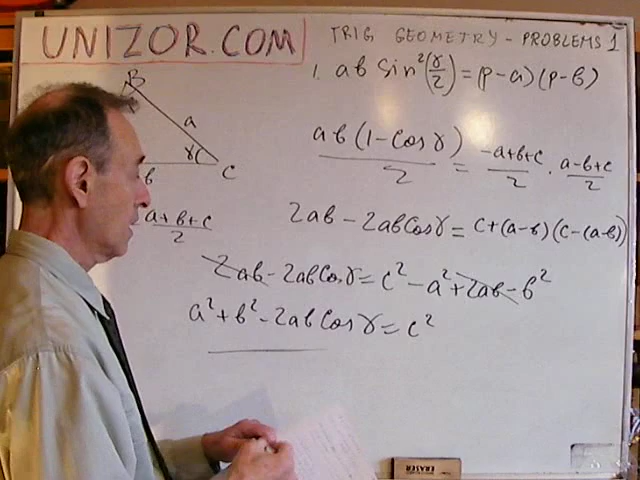 UNIZOR.COM
TRIG GEOMETRY - PROBLEMS 1
1. ab sin²(γ/2) = (p-a)(p-b)
B
a
γ
C
b
a+b+c
2
ab(1-cosγ)/2 = -a+b+c/2 · a-b+c/2
2ab - 2abcosγ = c+(a-b)(c-(a-b))
2ab - 2abcosγ = c² - a² + 2ab - b²
a² + b² - 2abcosγ = c²
ERASER